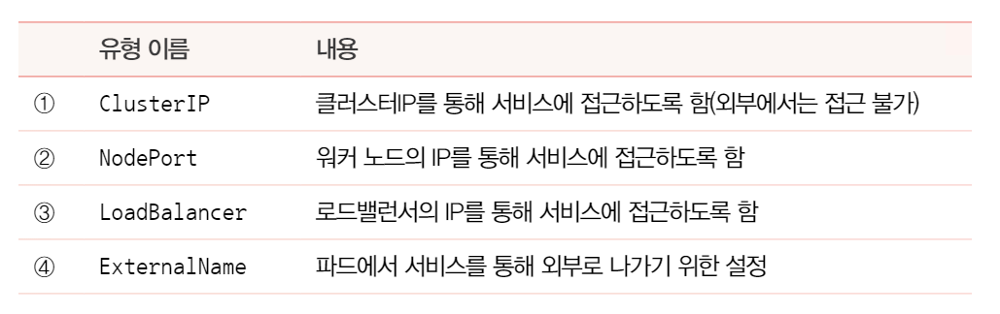 유형 이름 내용
① ClusterIP 클러스테IP를 통해 서비스에 접근하도록 함(외부에서는 접근 불가)
② NodePort 워커 노드의 IP를 통해 서비스에 접근하도록 함
③ LoadBalancer 로드밸런서의 IP를 통해 서비스에 접근하도록 함
④ ExternalName 파드에서 서비스를 통해 외부로 나가기 위한 설정